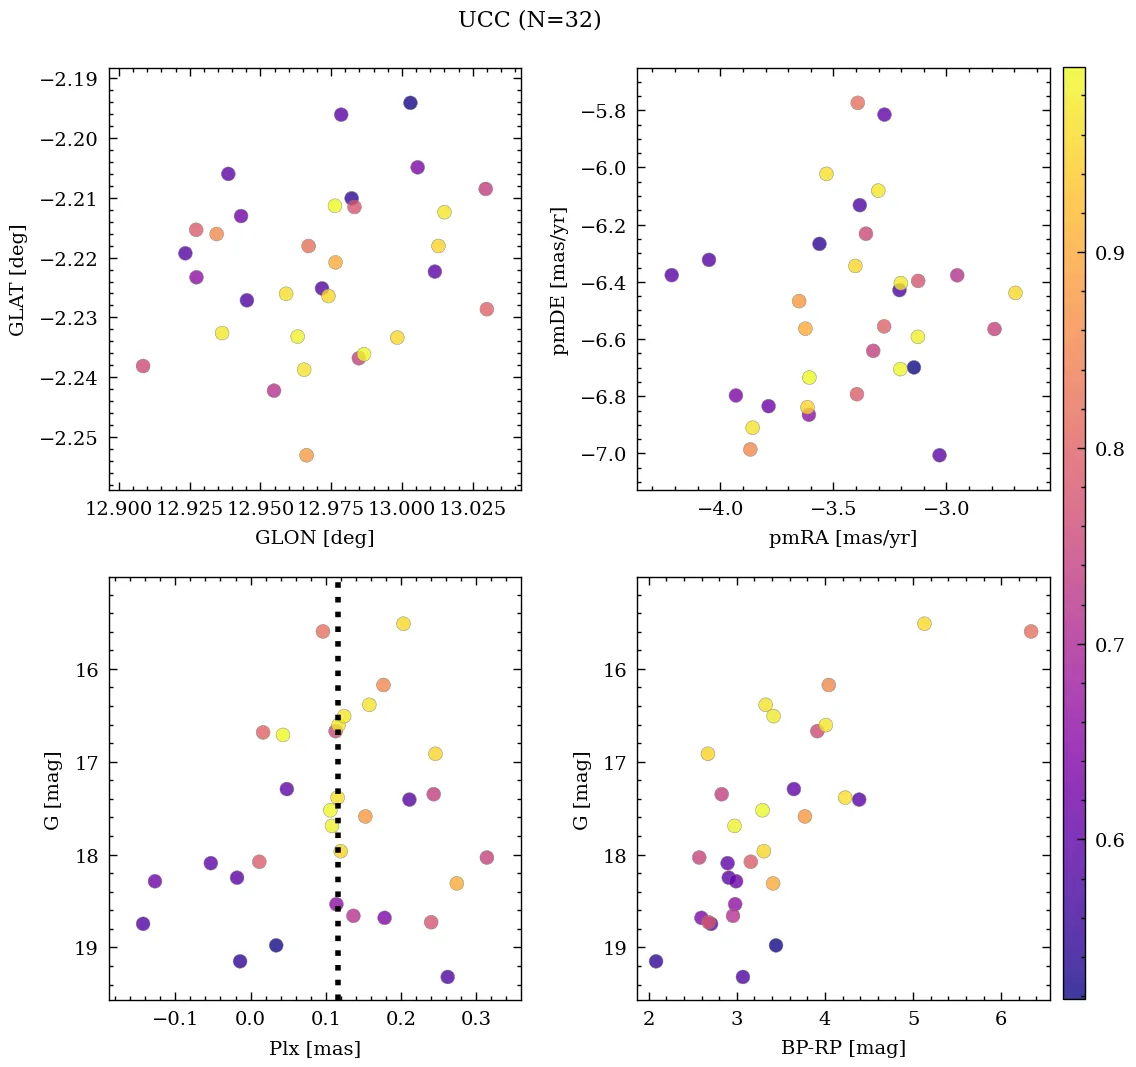 UCC (N=32)
−2.19
−2.20
−2.21
−2.22
−2.23
−2.24
−2.25
GLAT [deg]
12.900 12.925 12.950 12.975 13.000 13.025
GLON [deg]
−5.8
−6.0
−6.2
−6.4
−6.6
−6.8
−7.0
pmDE [mas/yr]
−4.0 −3.5 −3.0
pmRA [mas/yr]
16
17
18
19
G [mag]
−0.1 0.0 0.1 0.2 0.3
Plx [mas]
16
17
18
19
G [mag]
2 3 4 5 6
BP-RP [mag]
0.9
0.8
0.7
0.6